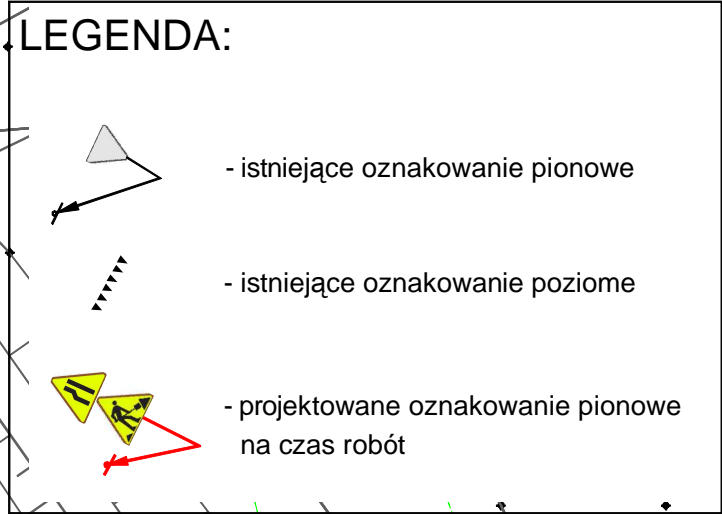 LEGENDA:
- istniejące oznakowanie pionowe
- istniejące oznakowanie poziome
- projektowane oznakowanie pionowe
na czas robót